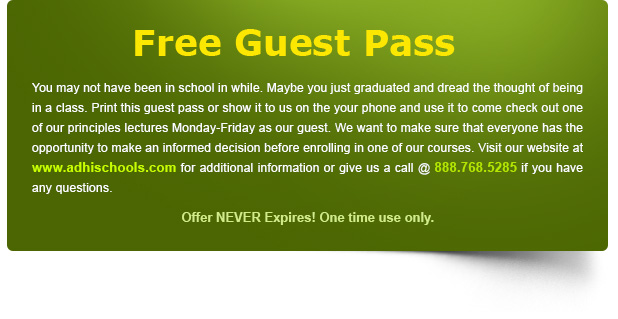 Free Guest Pass
You may not have been in school in while. Maybe you just graduated and dread the thought of being
in a class. Print this guest pass or show it to us on the your phone and use it to come check out one
of our principles lectures Monday-Friday as our guest. We want to make sure that everyone has the
opportunity to make an informed decision before enrolling in one of our courses. Visit our website at
www.adhischools.com for additional information or give us a call @ 888.768.5285 if you have
any questions.
Offer NEVER Expires! One time use only.